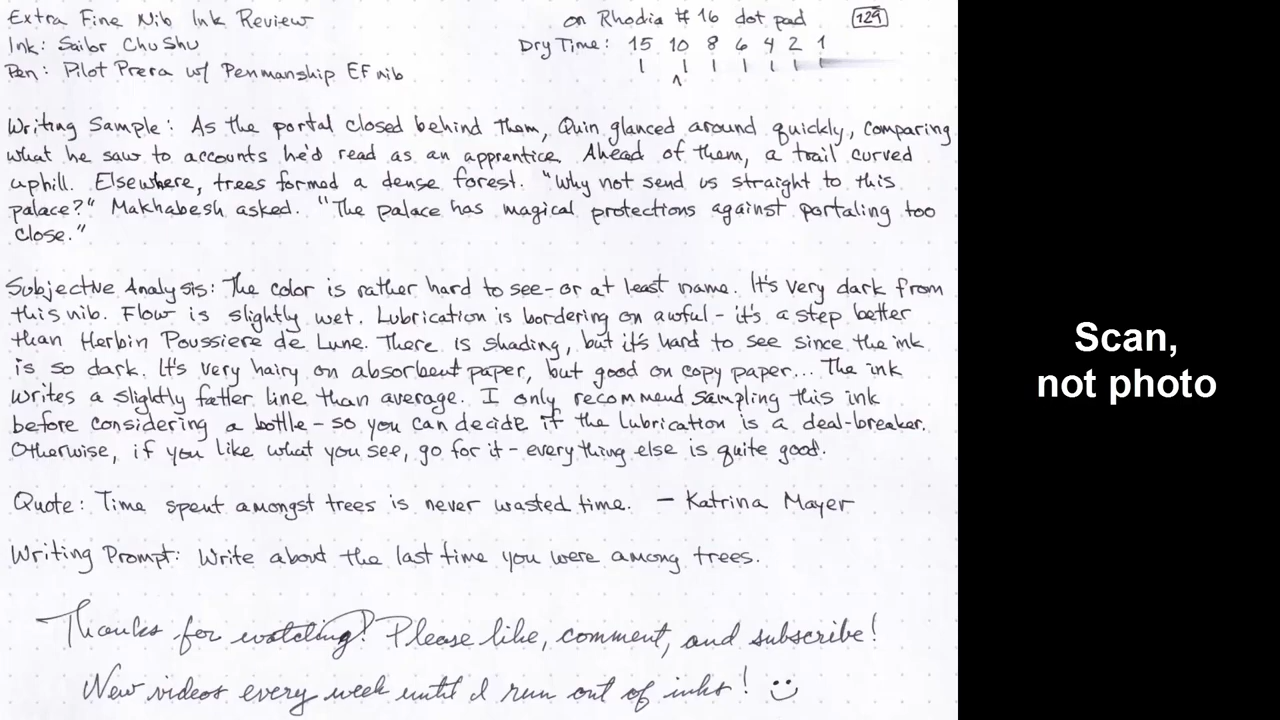 Extra Fine Nib Ink Review
on Rhodia #16 dot pad
129
Ink: Sailor Chu Shu
Dry Time: 15 10 8 6 4 2 1
Pen: Pilot Prera w/ Penmanship EF nib
Writing Sample: As the portal closed behind them, Quin glanced around quickly, comparing
what he saw to accounts he'd read as an apprentice. Ahead of them, a trail curved
uphill. Elsewhere, trees formed a dense forest. "Why not send us straight to this
palace?" Makhabesh asked. "The palace has magical protections against portaling too
close."
Subjective Analysis: The color is rather hard to see - or at least name. It's very dark from
this nib. Flow is slightly wet. Lubrication is bordering on awful - it's a step better
than Herbin Poussiere de Lune. There is shading, but it's hard to see since the ink
is so dark. It's very hairy on absorbent paper, but good on copy paper... The ink
writes a slightly fatter line than average. I only recommend sampling this ink
before considering a bottle - so you can decide if the lubrication is a deal-breaker.
Otherwise, if you like what you see, go for it - everything else is quite good.
Quote: Time spent amongst trees is never wasted time. — Katrina Mayer
Writing Prompt: Write about the last time you were among trees.
Thanks for watching! Please like, comment, and subscribe!
New videos every week until I run out of inks!
Scan,
not photo